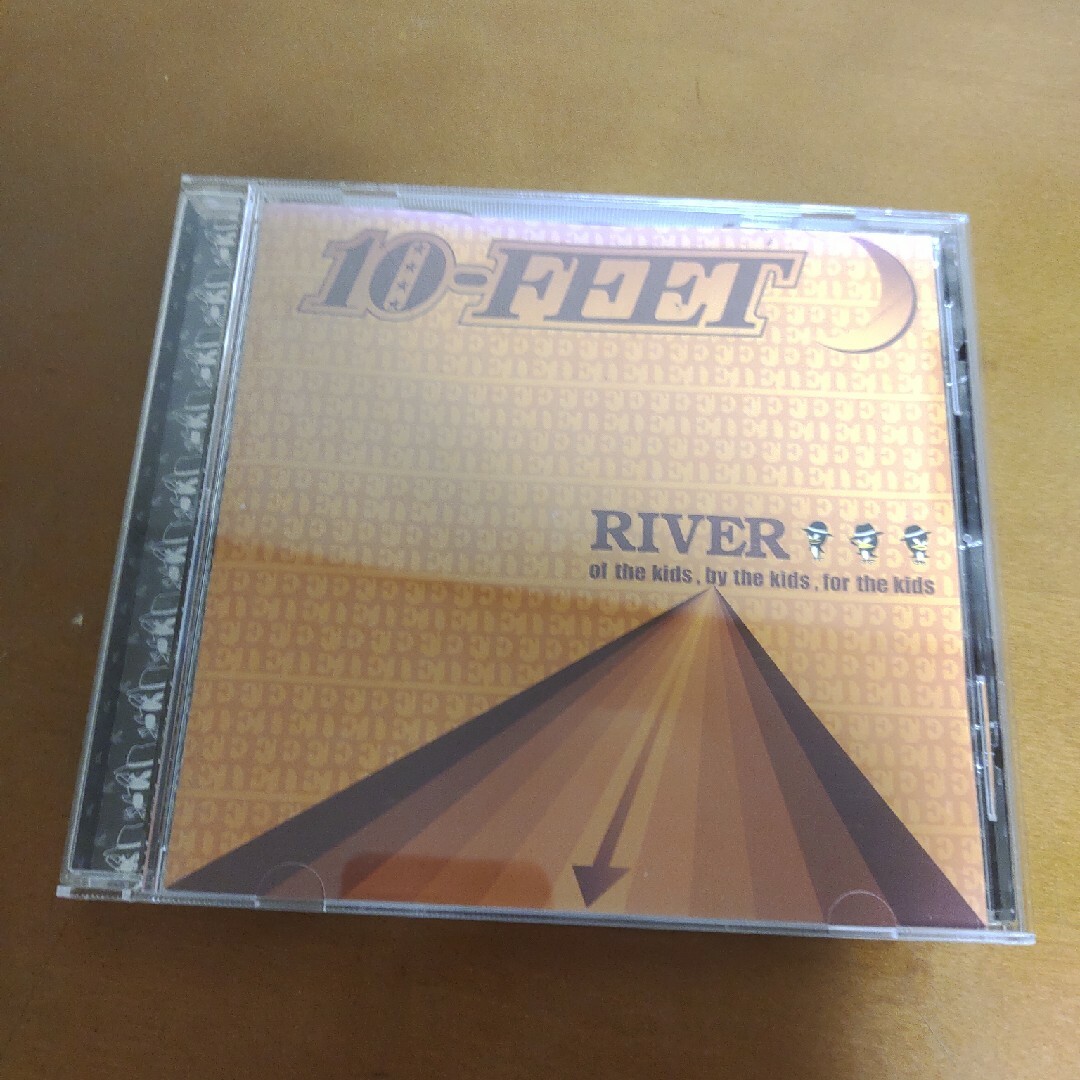 10-FEET
RIVER
of the kids, by the kids, for the kids